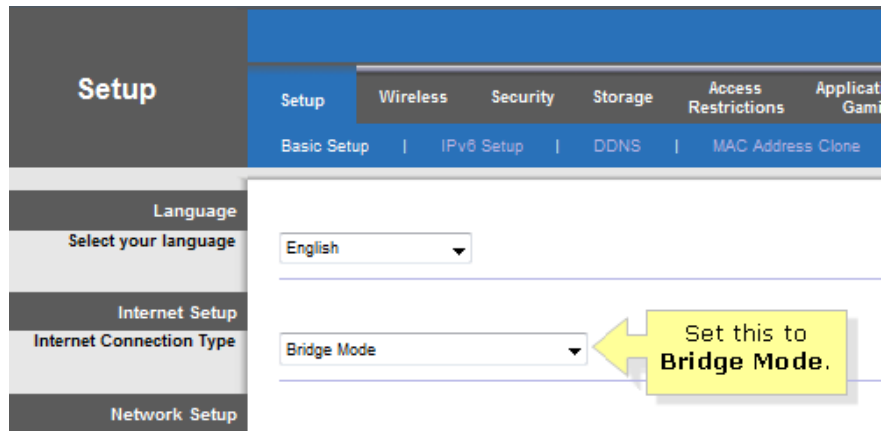 Setup
Setup Wireless Security Storage Access Restrictions
Basic Setup | IPv6 Setup | DDNS | MAC Address Clone
Language
Select your language
English
Internet Setup
Internet Connection Type
Bridge Mode
Set this to
Bridge Mode.
Network Setup